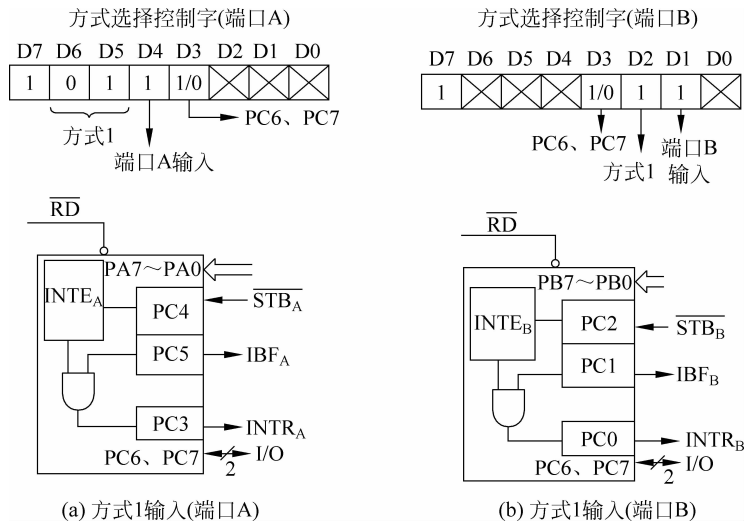 方式选择控制字(端口A)
D7 D6 D5 D4 D3 D2 D1 D0
1 0 1 1 1/0
方式1
PC6、PC7
端口A输入
RD
PA7～PA0
INTEA
PC4
STBA
PC5
IBFA
PC3
INTRA
PC6、PC7
I/O
2
(a) 方式1输入(端口A)
方式选择控制字(端口B)
D7 D6 D5 D4 D3 D2 D1 D0
1 1/0 1 1
PC6、PC7
方式1
端口B
输入
RD
PB7～PB0
INTEB
PC2
STBB
PC1
IBFB
PC0
INTRB
PC6、PC7
I/O
2
(b) 方式1输入(端口B)